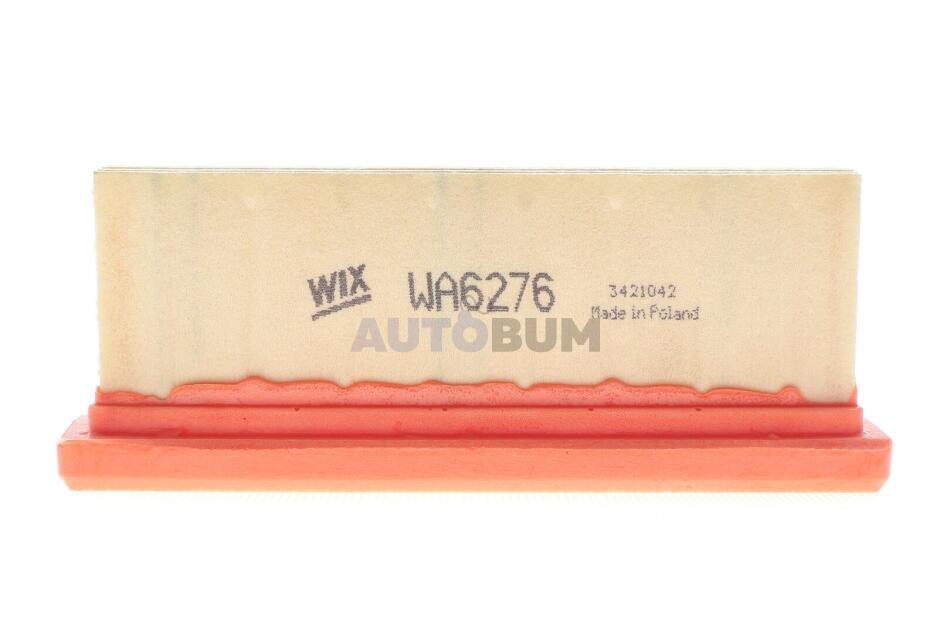 WIX WA6276 3421042
Made in Poland
AUTOBUM